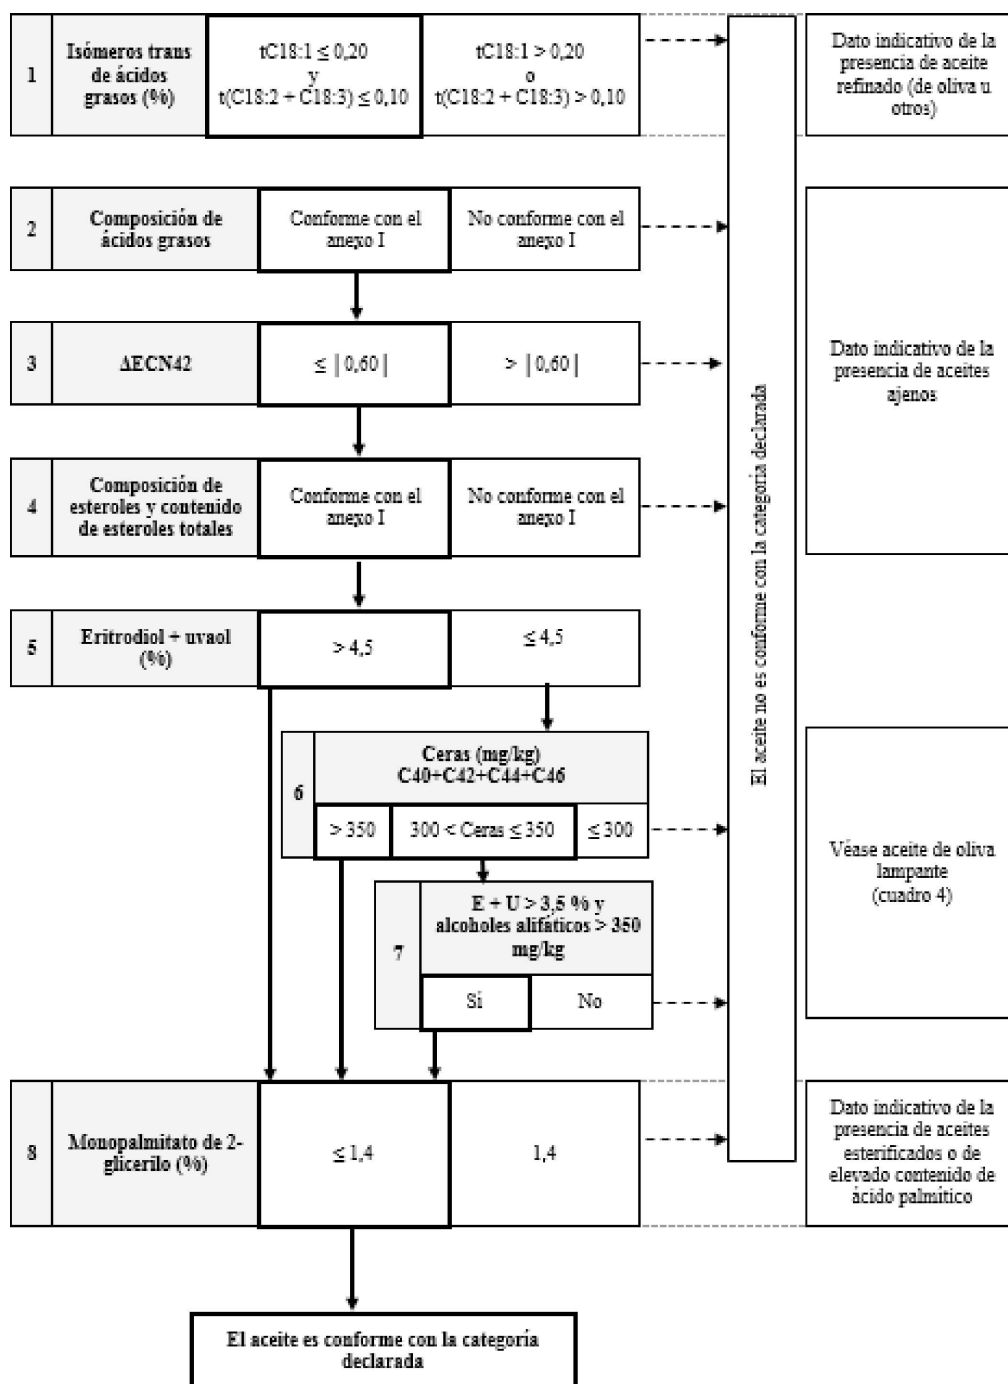 1
Isómeros trans
de ácidos
grasos (%)
tC18:1 ≤ 0,20
y
t(C18:2 + C18:3) ≤ 0,10
tC18:1 > 0,20
o
t(C18:2 + C18:3) > 0,10
Dato indicativo de la
presencia de aceite
refinado (de oliva u
otros)
2
Composición de
ácidos grasos
Conforme con el
anexo I
No conforme con el
anexo I
3
ΔECN42
≤ | 0,60 |
> | 0,60 |
Dato indicativo de la
presencia de aceites
ajenos
4
Composición de
esteroles y contenido
de esteroles totales
Conforme con el
anexo I
No conforme con el
anexo I
El aceite no es conforme con la categoría declarada
5
Eritrodiol + uvaol
(%)
> 4,5
≤ 4,5
6
Ceras (mg/kg)
C40+C42+C44+C46
> 350
300 < Ceras ≤ 350
≤ 300
Véase aceite de oliva
lampante
(cuadro 4)
7
E + U > 3,5 % y
alcoholes alifáticos > 350
mg/kg
Sí
No
8
Monopalmitato de 2-
glicerilo (%)
≤ 1,4
1,4
Dato indicativo de la
presencia de aceites
esterificados o de
elevado contenido de
ácido palmítico
El aceite es conforme con la categoría
declarada